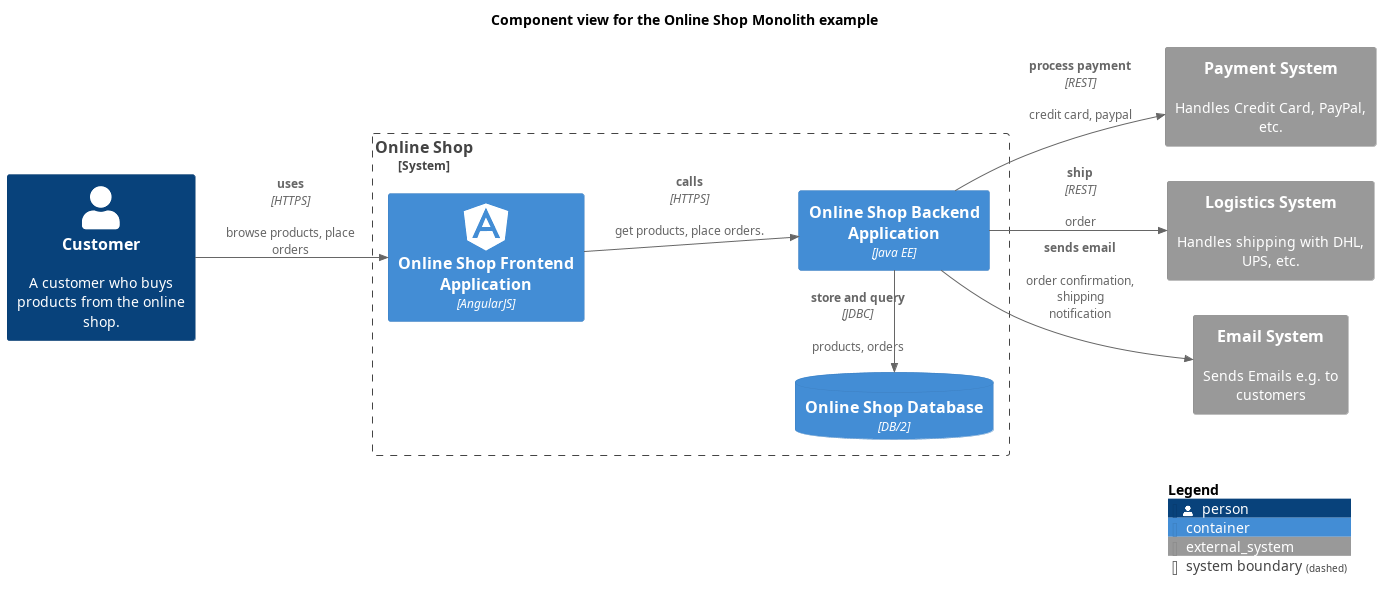 Component view for the Online Shop Monolith example
Customer
A customer who buys
products from the online
shop.
uses
[HTTPS]
browse products, place
orders
Online Shop
[System]
Online Shop Frontend
Application
[AngularJS]
calls
[HTTPS]
get products, place orders.
Online Shop Backend
Application
[Java EE]
store and query
[JDBC]
products, orders
Online Shop Database
[DB/2]
process payment
[REST]
credit card, paypal
ship
[REST]
order
sends email
order confirmation,
shipping
notification
Payment System
Handles Credit Card, PayPal,
etc.
Logistics System
Handles shipping with DHL,
UPS, etc.
Email System
Sends Emails e.g. to
customers
Legend
person
container
external_system
system boundary (dashed)